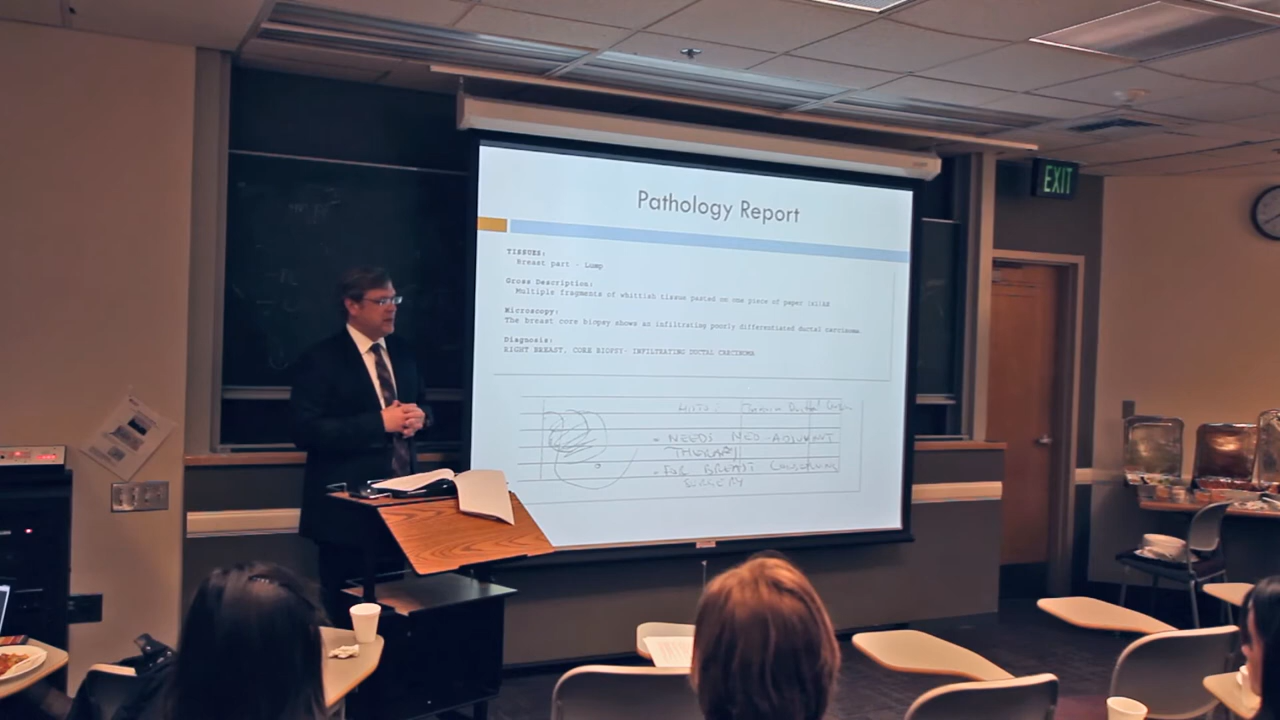 EXIT
Pathology Report
TISSUES:
Breast part - Lump
Gross Description:
Multiple fragments of whittish tissue pasted on one piece of paper
Microscopy:
The breast core biopsy shows an infiltrating poorly differentiated ductal carcinoma.
Diagnosis:
RIGHT BREAST, CORE BIOPSY- INFILTRATING DUCTAL CARCINOMA
- NEEDS NEO-ADJUVANT
THERAPY
- FOR BREAST
SURGERY